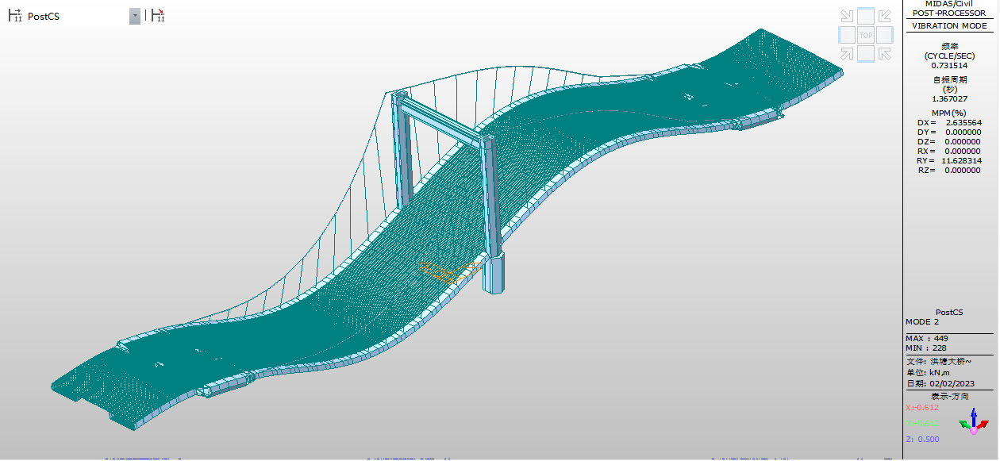 PostCS
TOP
MIDAS/Civil
POST-PROCESSOR
VIBRATION MODE
频率
(CYCLE/SEC)
0.731514
自振周期
(秒)
1.367027
MPM(%)
DX= 2.635564
DY= 0.000000
DZ= 0.000000
RX= 0.000000
RY= 11.628314
RZ= 0.000000
PostCS
MODE 2
MAX : 449
MIN : 228
文件: 洪塘大桥~
单位: kN,m
日期: 02/02/2023
表示-方向
X:-0.612
Z: 0.500